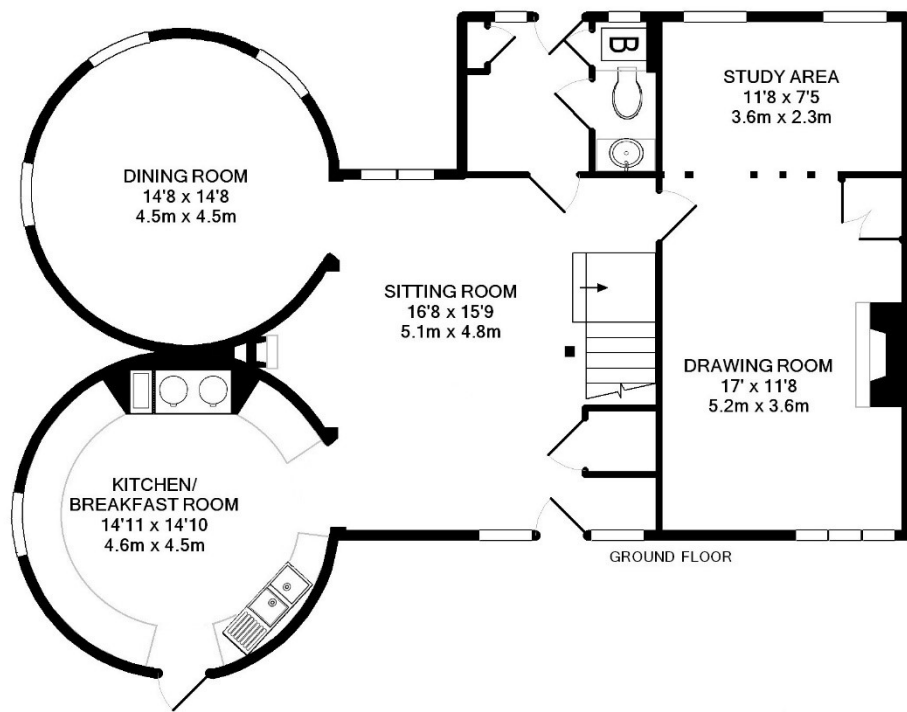 STUDY AREA
11'8 x 7'5
3.6m x 2.3m
B
DINING ROOM
14'8 x 14'8
4.5m x 4.5m
SITTING ROOM
16'8 x 15'9
5.1m x 4.8m
DRAWING ROOM
17' x 11'8
5.2m x 3.6m
KITCHEN/
BREAKFAST ROOM
14'11 x 14'10
4.6m x 4.5m
GROUND FLOOR